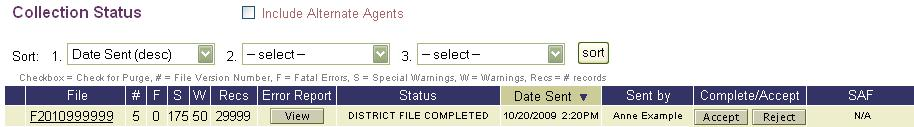 Collection Status Include Alternate Agents
Sort: 1. Date Sent (desc) 2. -- select -- 3. -- select -- sort
Checkbox = Check for Purge, # = File Version Number, F = Fatal Errors, S = Special Warnings, W = Warnings, Recs = # records
File # F S W Recs Error Report Status Date Sent ▼ Sent by Complete/Accept SAF
F2010999999 5 0 175 50 29999 View DISTRICT FILE COMPLETED 10/20/2009 2:20PM Anne Example Accept Reject N/A